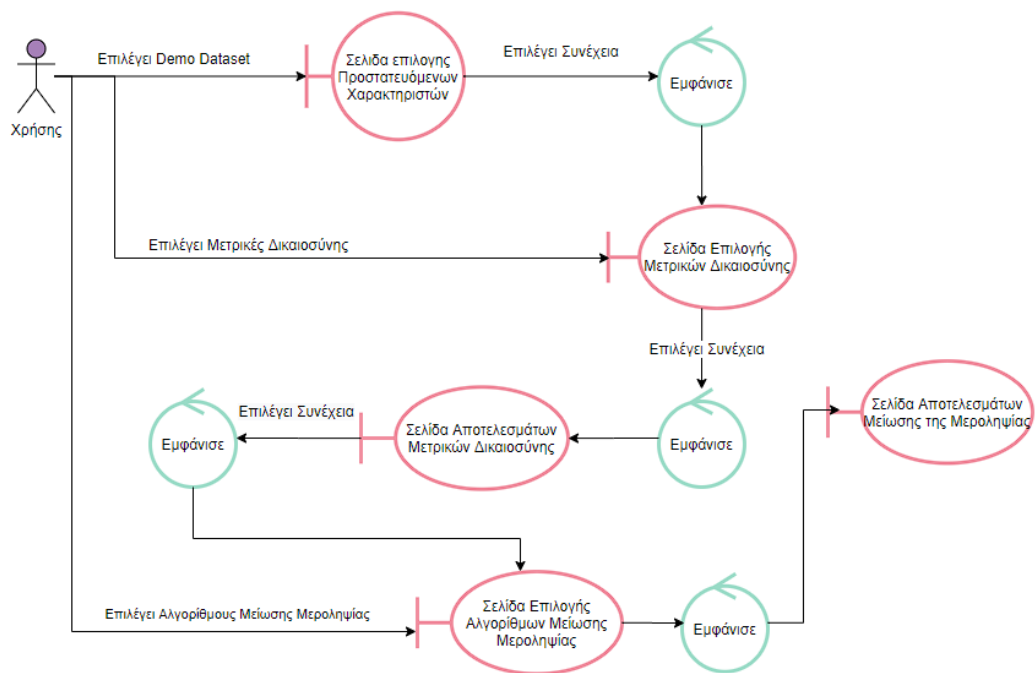 Επιλέγει Demo Dataset
Χρήσης
Σελιδα επιλογης
Προστατευόμενων
Χαρακτηριστών
Επιλέγει Συνέχεια
Εμφάνισε
Επιλέγει Μετρικές Δικαιοσύνης
Σελίδα Επιλογής
Μετρικών Δικαιοσύνης
Επιλέγει Συνέχεια
Εμφάνισε
Σελίδα Αποτελεσμάτων
Μετρικών Δικαιοσύνης
Επιλέγει Συνέχεια
Εμφάνισε
Σελίδα Αποτελεσμάτων
Μείωσης της Μεροληψίας
Επιλέγει Αλγορίθμους Μείωσης Μεροληψίας
Σελίδα Επιλογής
Αλγορίθμων Μείωσης
Μεροληψίας
Εμφάνισε